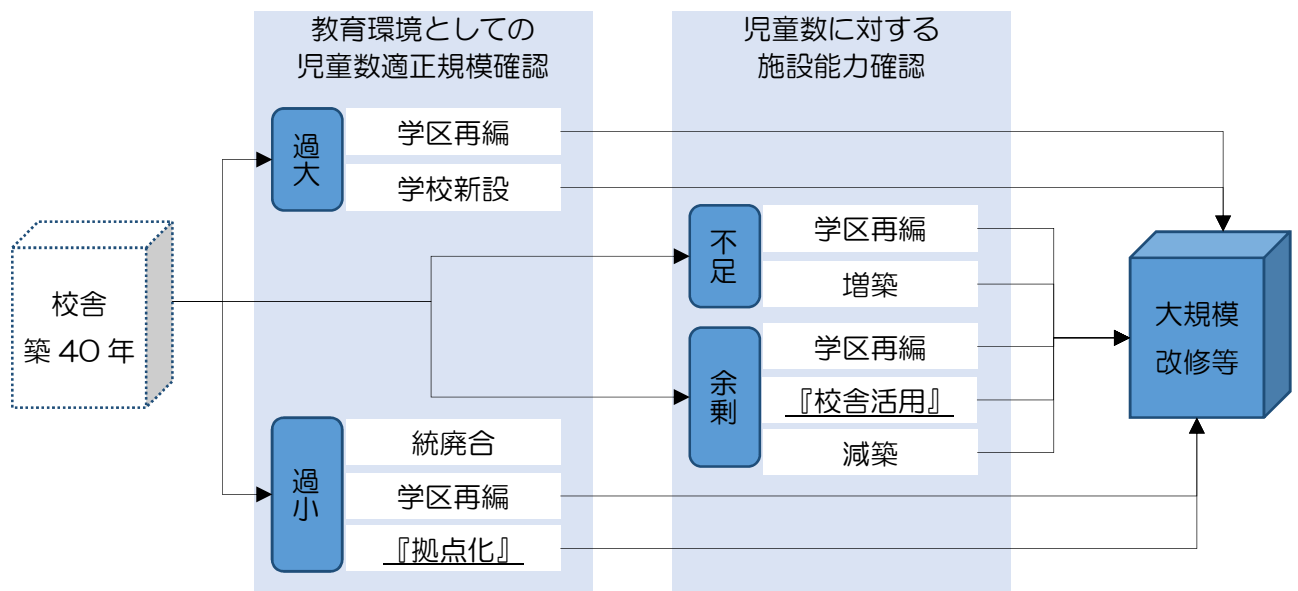 教育環境としての
児童数適正規模確認
児童数に対する
施設能力確認
校舎
築40年
過大
学区再編
学校新設
過小
統廃合
学区再編
『拠点化』
不足
学区再編
増築
余剰
学区再編
『校舎活用』
減築
大規模
改修等